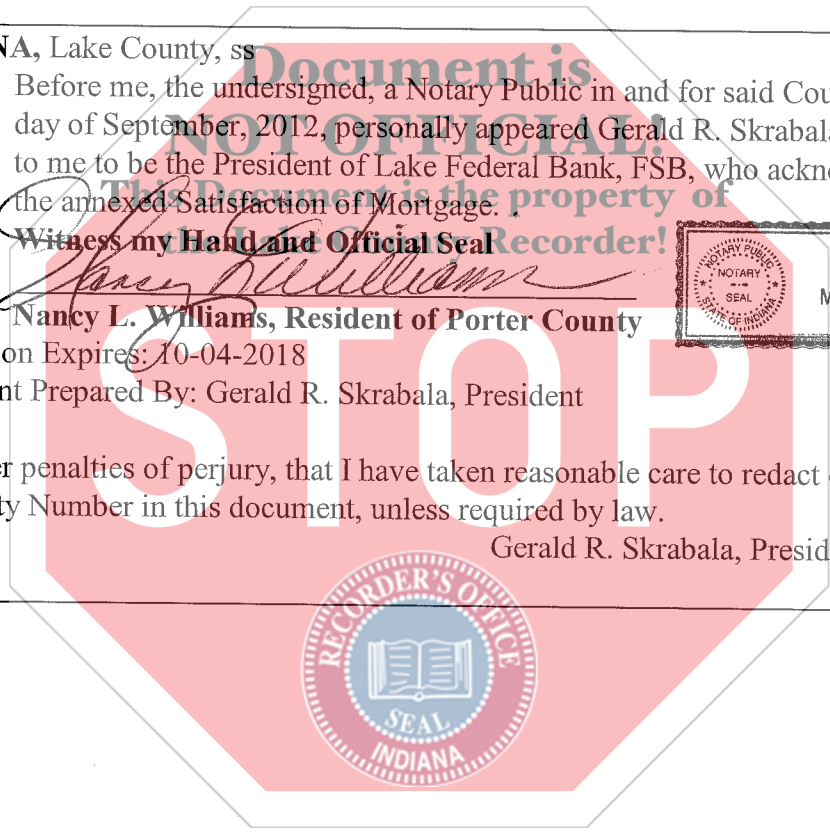 NA, Lake County, ss
Before me, the undersigned, a Notary Public in and for said Cou
day of September, 2012, personally appeared Gerald R. Skrabala
to me to be the President of Lake Federal Bank, FSB, who ackno
the annexed Satisfaction of Mortgage.
Witness my Hand and Official Seal
Nancy L. Williams
Nancy L. Williams, Resident of Porter County
on Expires: 10-04-2018
nt Prepared By: Gerald R. Skrabala, President
r penalties of perjury, that I have taken reasonable care to redact
ty Number in this document, unless required by law.
Gerald R. Skrabala, Presid
NOTARY PUBLIC
NOTARY
SEAL
STATE OF INDIANA
M
Document is
NOT OFFICIAL!
This Document is the property of
the Lake County Recorder!
STOP
RECORDER'S OFFICE
SEAL
INDIANA